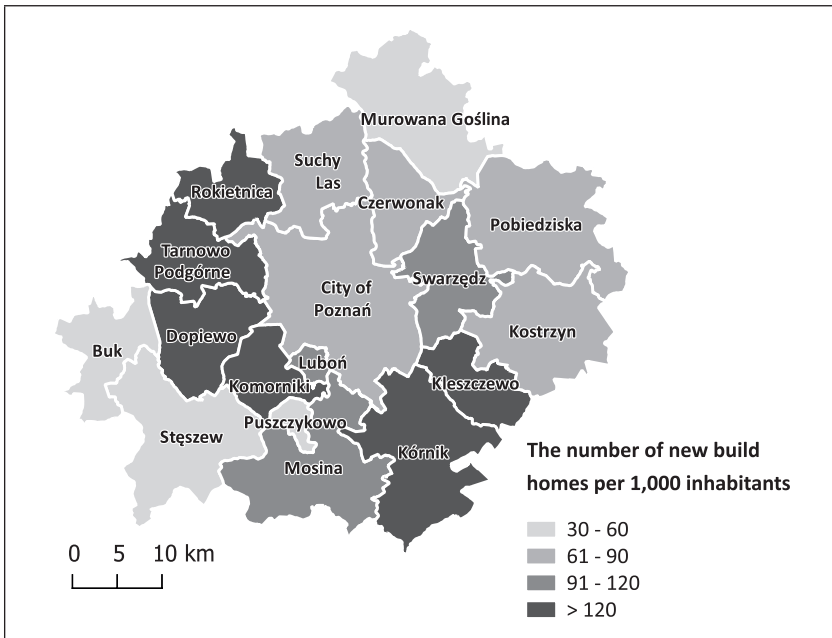 Murowana Goślina
Suchy
Las
Rokietnica
Czerwonak
Pobiedziska
Tarnowo
Podgórne
Swarzędz
City of
Poznań
Kostrzyn
Dopiewo
Buk
Luboń
Komorniki
Kleszczewo
Puszczykowo
Stęszew
Kórnik
Mosina
The number of new build
homes per 1,000 inhabitants
30 - 60
61 - 90
91 - 120
> 120
0 5 10 km